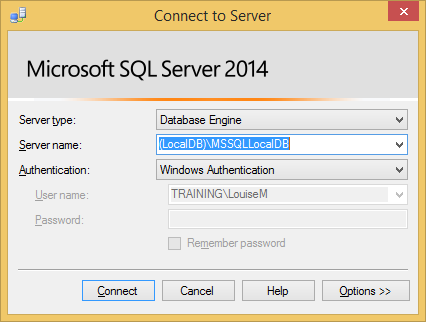 Connect to Server
Microsoft SQL Server 2014
Server type: Database Engine
Server name: (LocalDB)\MSSQLLocalDB
Authentication: Windows Authentication
User name: TRAINING\LouiseM
Password:
Remember password
Connect Cancel Help Options >>